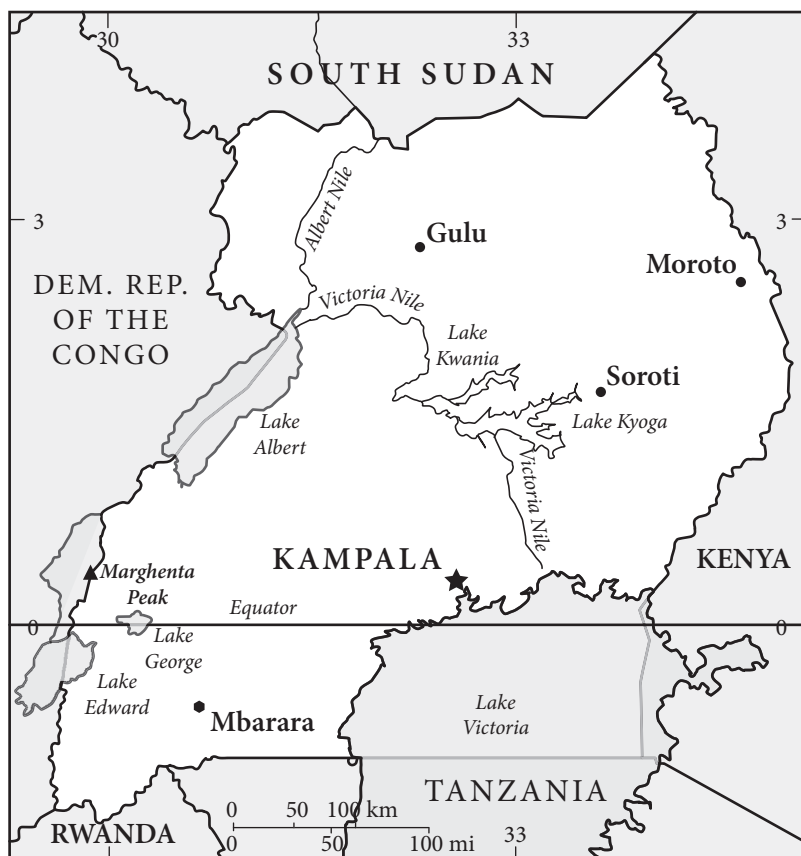 30
33
SOUTH SUDAN
Albert Nile
3
3
Gulu
Moroto
DEM. REP.
OF THE
CONGO
Victoria Nile
Lake
Kwania
Soroti
Lake Kyoga
Lake
Albert
Victoria Nile
KAMPALA
KENYA
Marghenta
Peak
Equator
0
0
Lake
George
Lake
Edward
Mbarara
Lake
Victoria
TANZANIA
RWANDA
0 50 100 km
0 50 100 mi
30
33